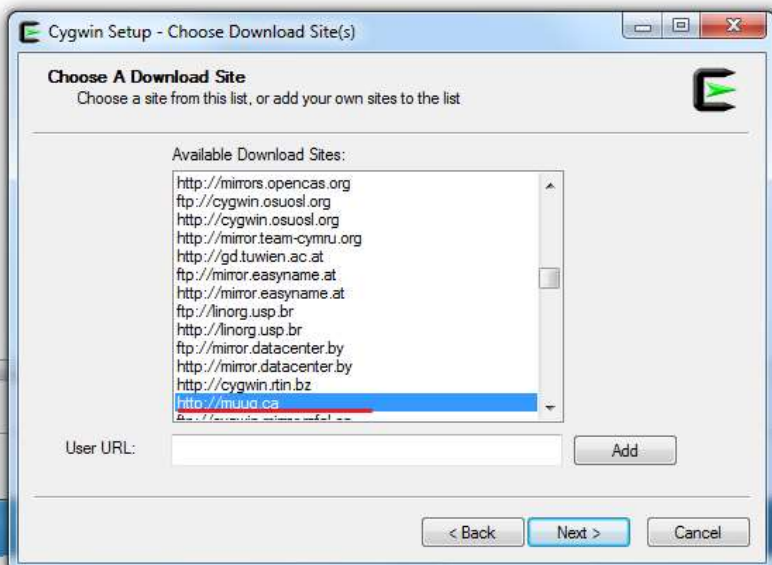 Cygwin Setup - Choose Download Site(s)
Choose A Download Site
Choose a site from this list, or add your own sites to the list
Available Download Sites:
http://mirrors.opencas.org
ftp://cygwin.osuosl.org
http://cygwin.osuosl.org
http://mirror.team-cymru.org
http://gd.tuwien.ac.at
ftp://mirror.easyname.at
http://mirror.easyname.at
ftp://linorg.usp.br
http://linorg.usp.br
ftp://mirror.datacenter.by
http://mirror.datacenter.by
http://cygwin.rtin.bz
http://muug.ca
User URL:
Add
< Back
Next >
Cancel